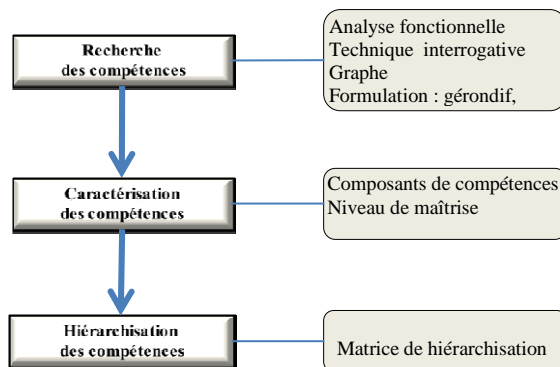 Recherche
des compétences
Analyse fonctionnelle
Technique interrogative
Graphe
Formulation : gérondif,
Caractérisation
des compétences
Composants de compétences
Niveau de maîtrise
Hiérarchisation
des compétences
Matrice de hiérarchisation